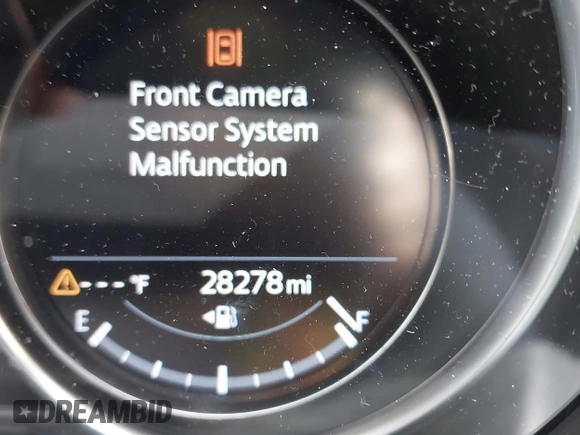 Front Camera
Sensor System
Malfunction
---°F 28278 mi
E F
DREAMBID